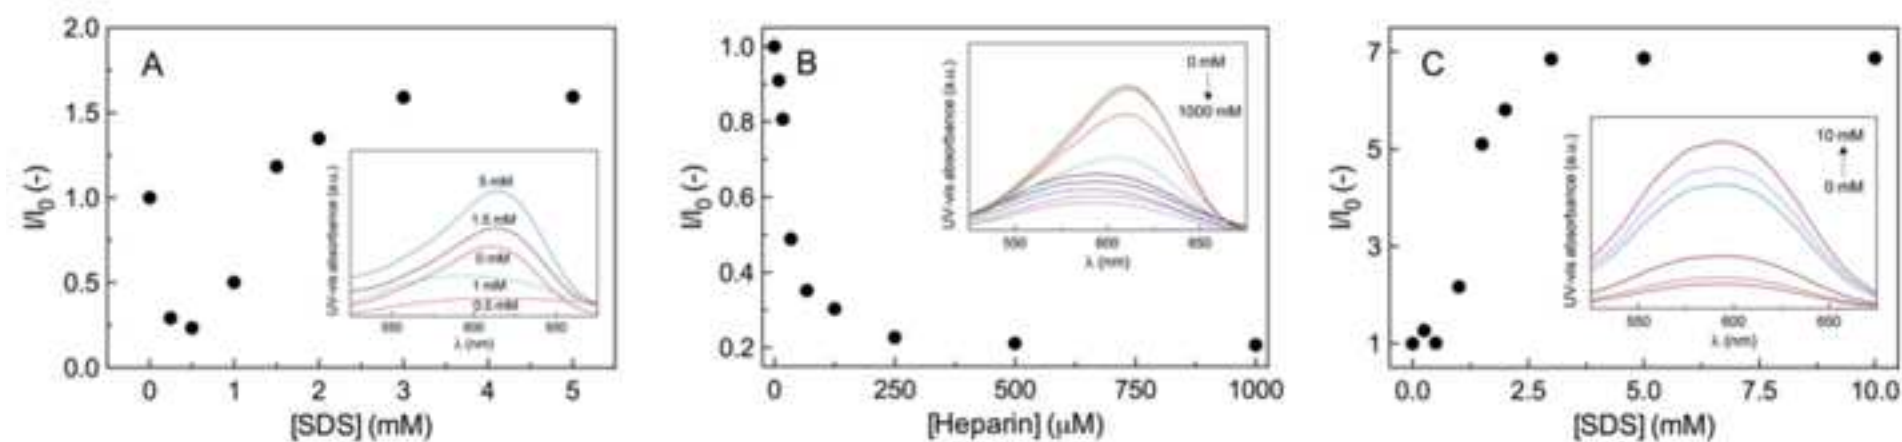 A
I/I0 (-)
2.0
1.5
1.0
0.5
0.0
0 1 2 3 4 5
[SDS] (mM)
UV-vis absorbance (a.u.)
5 mM
1.5 mM
0 mM
1 mM
0.5 mM
550 600 650
λ (nm)
B
I/I0 (-)
1.0
0.8
0.6
0.4
0.2
0 250 500 750 1000
[Heparin] (μM)
UV-vis absorbance (a.u.)
0 mM
1000 mM
550 600 650
λ (nm)
C
I/I0 (-)
7
5
3
1
0.0 2.5 5.0 7.5 10.0
[SDS] (mM)
UV-vis absorbance (a.u.)
10 mM
0 mM
550 600 650
λ (nm)